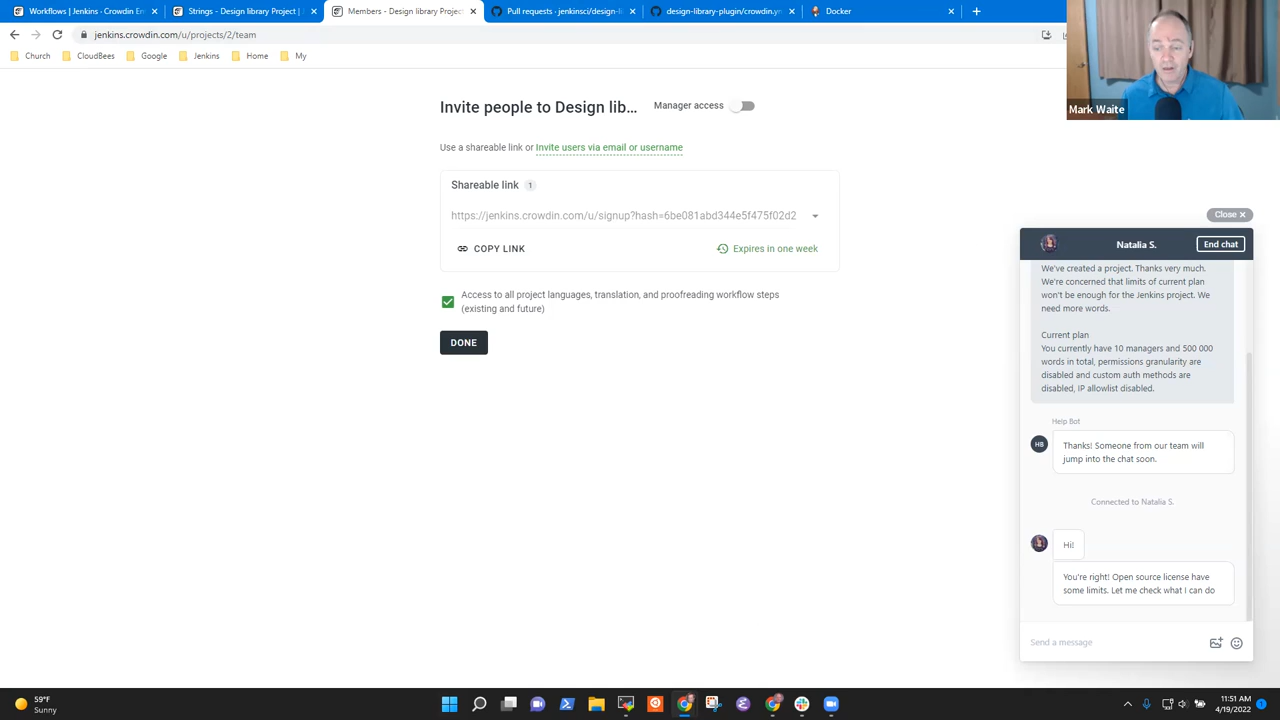 Workflows | Jenkins - Crowdin En
Strings - Design library Project |
Members - Design library Project
Pull requests · jenkinsci/design-li
design-library-plugin/crowdin.ym
Docker
jenkins.crowdin.com/u/projects/2/team
Church
CloudBees
Google
Jenkins
Home
My
Mark Waite
Invite people to Design lib...
Manager access
Use a shareable link or Invite users via email or username
Shareable link 1
https://jenkins.crowdin.com/u/signup?hash=6be081abd344e5f475f02d2
COPY LINK
Expires in one week
Access to all project languages, translation, and proofreading workflow steps
(existing and future)
DONE
Close
Natalia S.
End chat
We've created a project. Thanks very much.
We're concerned that limits of current plan
won't be enough for the Jenkins project. We
need more words.
Current plan
You currently have 10 managers and 500 000
words in total, permissions granularity are
disabled and custom auth methods are
disabled, IP allowlist disabled.
Help Bot
HB
Thanks! Someone from our team will
jump into the chat soon.
Connected to Natalia S.
Hi!
You're right! Open source license have
some limits. Let me check what I can do
Send a message
59°F
Sunny
11:51 AM
4/19/2022